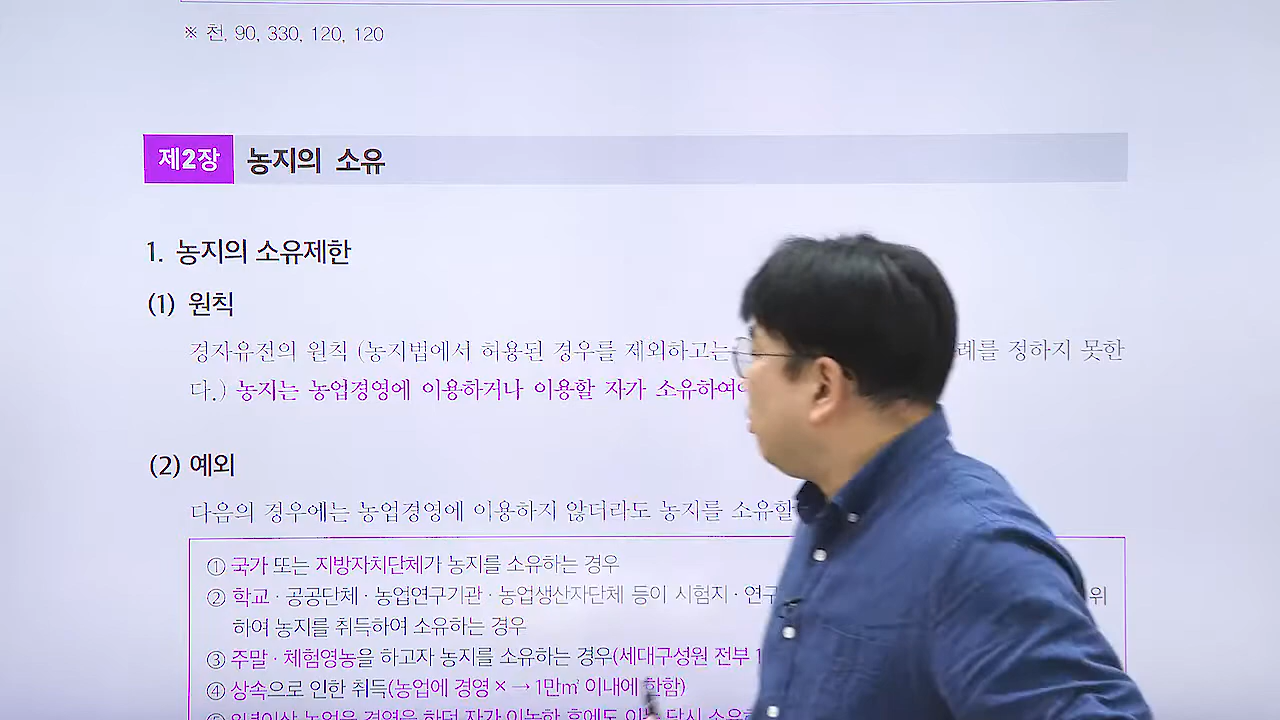 ※ 천, 90, 330, 120, 120
제2장 농지의 소유
1. 농지의 소유제한
(1) 원칙
경자유전의 원칙 (농지법에서 허용된 경우를 제외하고는 례를 정하지 못한
다.) 농지는 농업경영에 이용하거나 이용할 자가 소유하여
(2) 예외
다음의 경우에는 농업경영에 이용하지 않더라도 농지를 소유할
① 국가 또는 지방자치단체가 농지를 소유하는 경우
② 학교·공공단체·농업연구기관·농업생산자단체 등이 시험지·연구 위
하여 농지를 취득하여 소유하는 경우
③ 주말·체험영농을 하고자 농지를 소유하는 경우(세대구성원 전부 1
④ 상속으로 인한 취득(농업에 경영 × → 1만㎡ 이내에 한함)